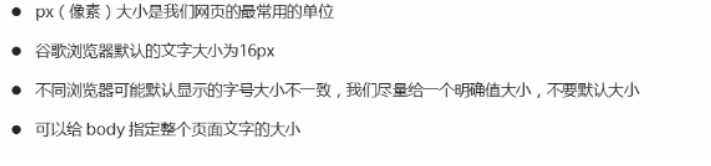 ● px（像素）大小是我们网页的最常用的单位
● 谷歌浏览器默认的文字大小为16px
● 不同浏览器可能默认显示的字号大小不一致，我们尽量给一个明确值大小，不要默认大小
● 可以给 body 指定整个页面文字的大小